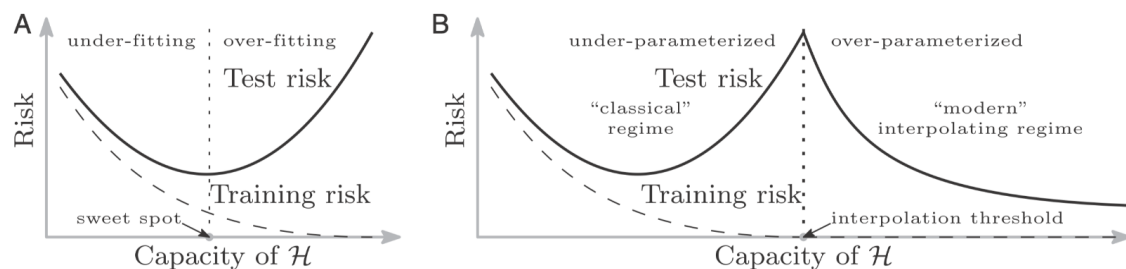 A
under-fitting
over-fitting
Test risk
Risk
Training risk
sweet spot
Capacity of ℋ
B
under-parameterized
over-parameterized
Test risk
“classical”
regime
“modern”
interpolating regime
Risk
Training risk
interpolation threshold
Capacity of ℋ